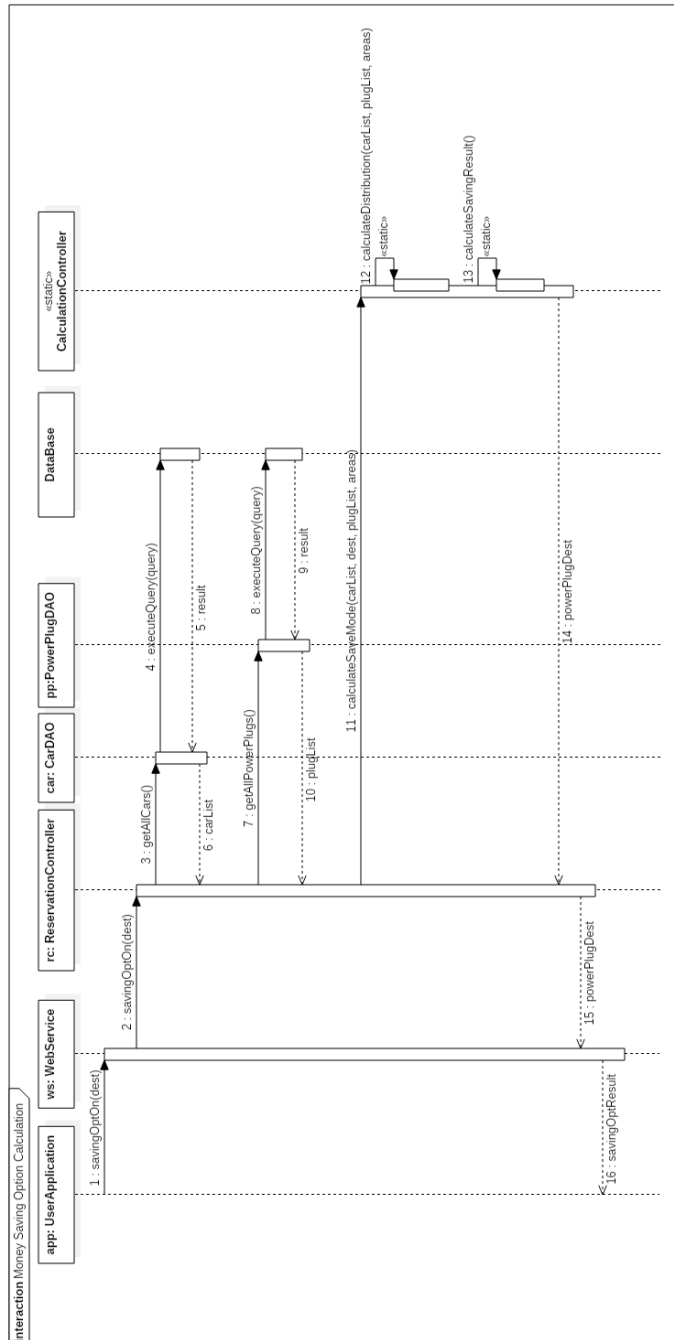 nteraction Money Saving Option Calculation
app: UserApplication
ws: WebService
rc: ReservationController
car: CarDAO
pp:PowerPlugDAO
DataBase
«static»
CalculationController
1 : savingOptOn(dest)
2 : savingOptOn(dest)
3 : getAllCars()
4 : executeQuery(query)
5 : result
6 : carList
7 : getAllPowerPlugs()
8 : executeQuery(query)
9 : result
10 : plugList
11 : calculateSaveMode(carList, dest, plugList, areas)
12 : calculateDistribution(carList, plugList, areas)
«static»
13 : calculateSavingResult()
«static»
14 : powerPlugDest
15 : powerPlugDest
16 : savingOptResult